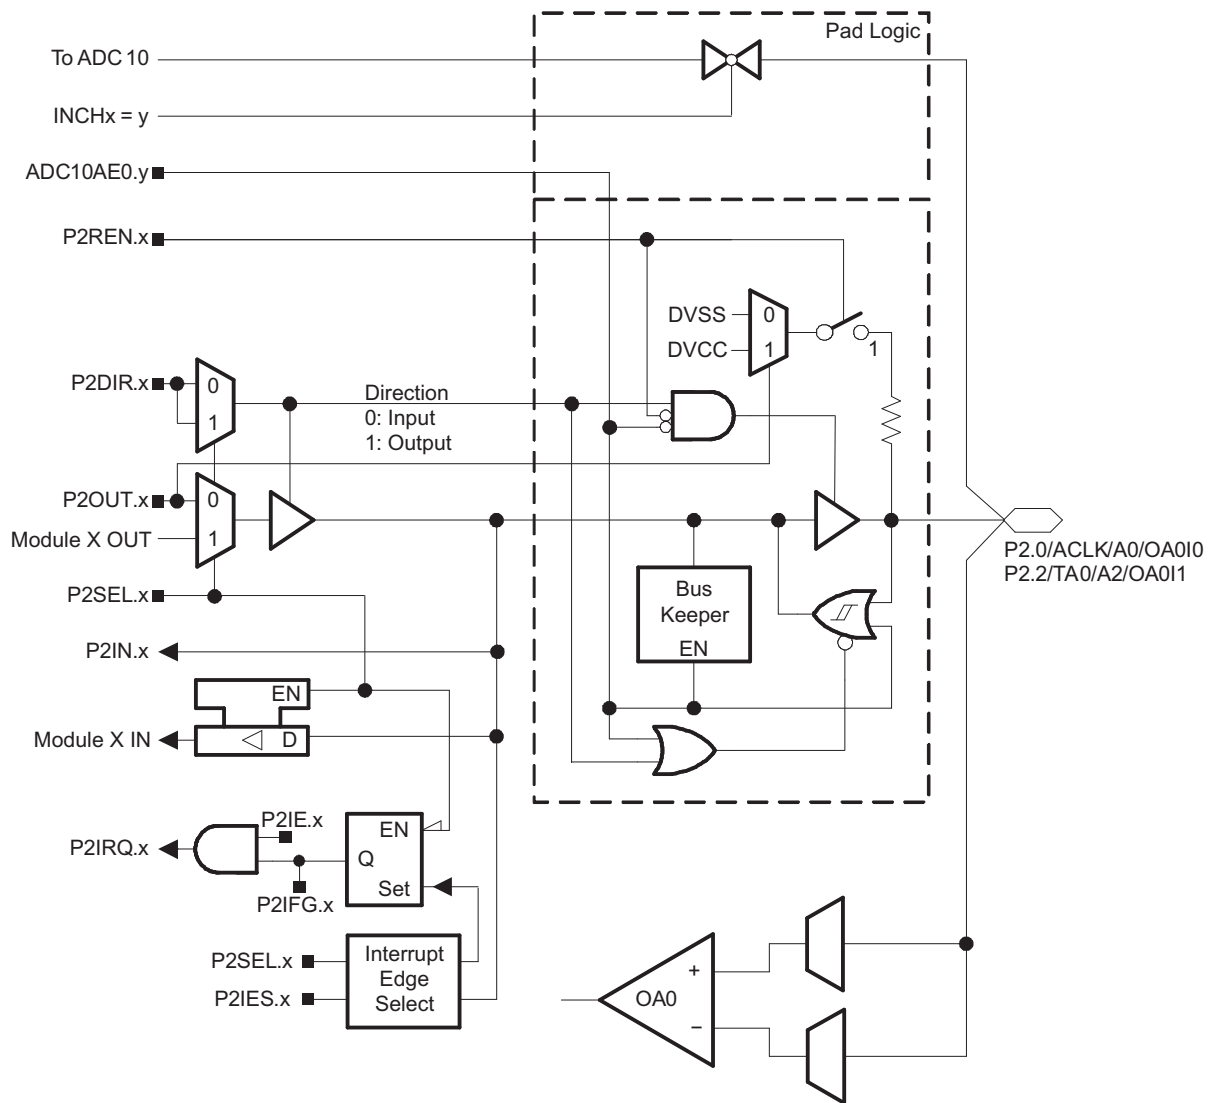 Pad Logic
To ADC 10
INCHx = y
ADC10AE0.y
P2REN.x
DVSS
0
DVCC
1
1
P2DIR.x
0
1
Direction
0: Input
1: Output
P2OUT.x
0
Module X OUT
1
P2.0/ACLK/A0/OA0I0
P2.2/TA0/A2/OA0I1
P2SEL.x
Bus
Keeper
EN
P2IN.x
EN
Module X IN
D
P2IE.x
EN
P2IRQ.x
Q
Set
P2IFG.x
P2SEL.x
Interrupt
Edge
Select
P2IES.x
+
OA0
−